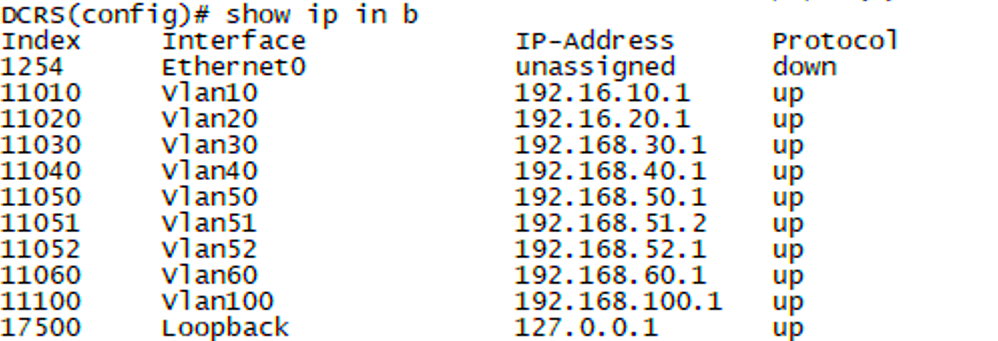 DCRS(config)# show ip in b
Index Interface IP-Address Protocol
1254 Ethernet0 unassigned down
11010 Vlan10 192.16.10.1 up
11020 Vlan20 192.16.20.1 up
11030 Vlan30 192.168.30.1 up
11040 Vlan40 192.168.40.1 up
11050 Vlan50 192.168.50.1 up
11051 Vlan51 192.168.51.2 up
11052 Vlan52 192.168.52.1 up
11060 Vlan60 192.168.60.1 up
11100 Vlan100 192.168.100.1 up
17500 Loopback 127.0.0.1 up